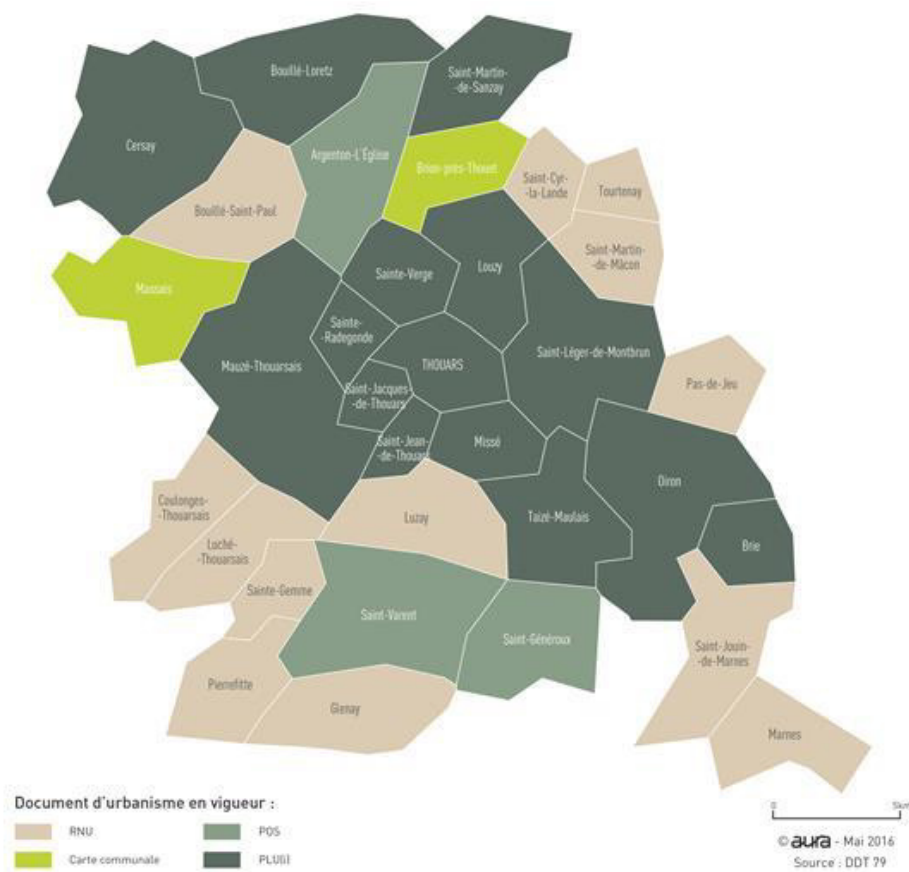 Bouillé-Loretz
Saint-Martin-
-de-Sanzay
Cersay
Argenton-L'Église
Brion-près-Thouet
Saint-Cyr-
-la-Lande
Tourtenay
Bouillé-Saint-Paul
Saint-Martin-
-de-Mâcon
Massais
Sainte-Verge
Louzy
Sainte-
-Radegonde
Saint-Léger-de-Montbrun
Mauzé-Thouarsais
THOUARS
Pas-de-Jeu
Saint-Jacques-
-de-Thouars
Saint-Jean-
-de-Thouars
Missé
Oiron
Coulonges-
-Thouarsais
Luzay
Taizé-Maulais
Luché-
-Thouarsais
Brie
Sainte-Gemme
Saint-Varent
Saint-Généroux
Saint-Jouin-
-de-Marnes
Pierrefitte
Glenay
Marnes
Document d'urbanisme en vigueur :
RNU
POS
Carte communale
PLU(i)
0 5km
© aura - Mai 2016
Source : DDT 79